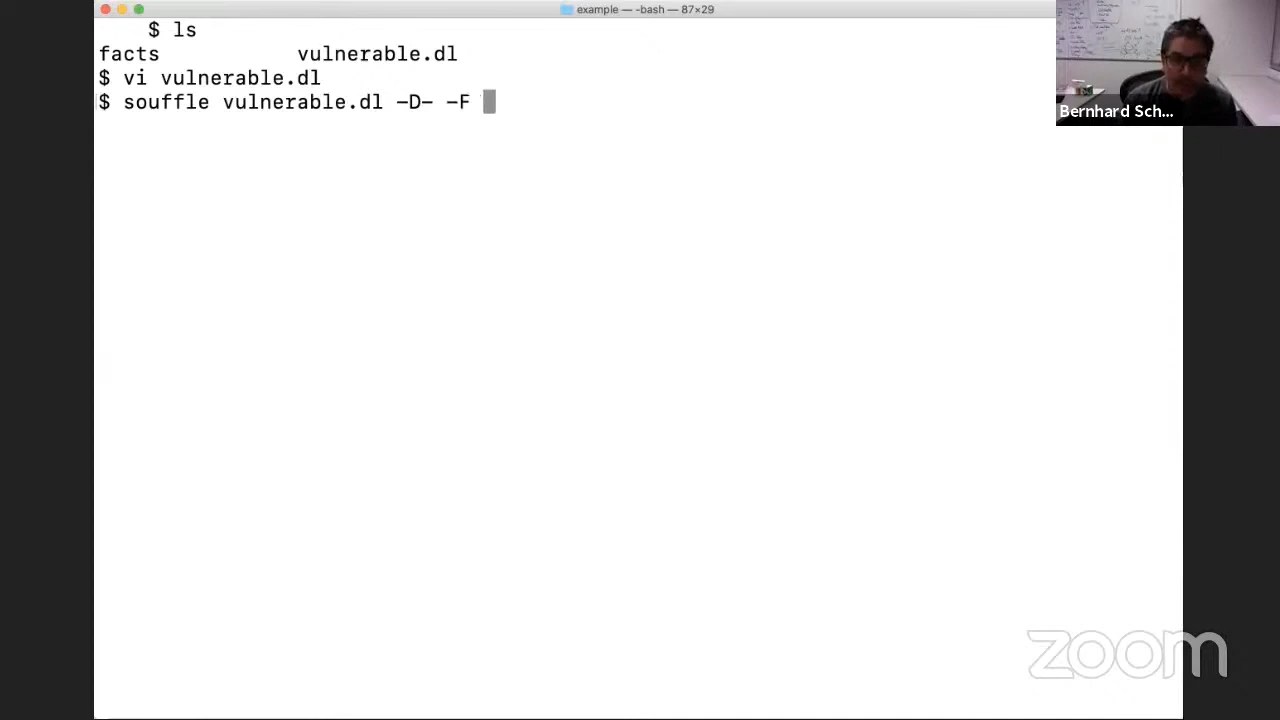 example — -bash — 87×29
$ ls
facts vulnerable.dl
$ vi vulnerable.dl
$ souffle vulnerable.dl -D- -F
Bernhard Sch...
zoom